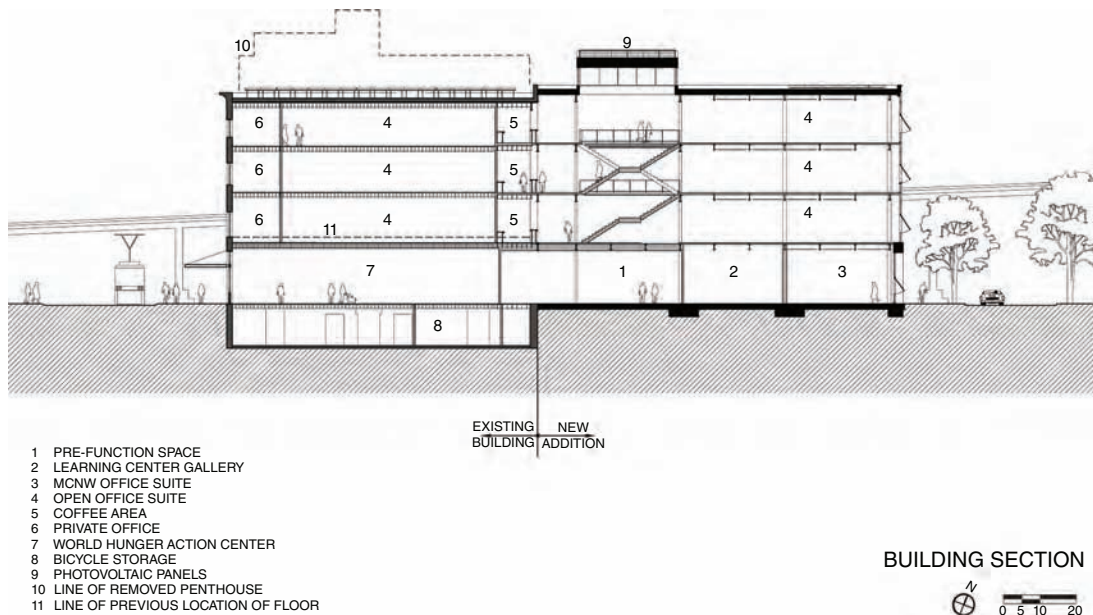 10
9
6 4 5 4
6 4 5 4
6 4 5 4
11
7 1 2 3
8
EXISTING NEW
BUILDING ADDITION
1 PRE-FUNCTION SPACE
2 LEARNING CENTER GALLERY
3 MCNW OFFICE SUITE
4 OPEN OFFICE SUITE
5 COFFEE AREA
6 PRIVATE OFFICE
7 WORLD HUNGER ACTION CENTER
8 BICYCLE STORAGE
9 PHOTOVOLTAIC PANELS
10 LINE OF REMOVED PENTHOUSE
11 LINE OF PREVIOUS LOCATION OF FLOOR
BUILDING SECTION
N
0 5 10 20